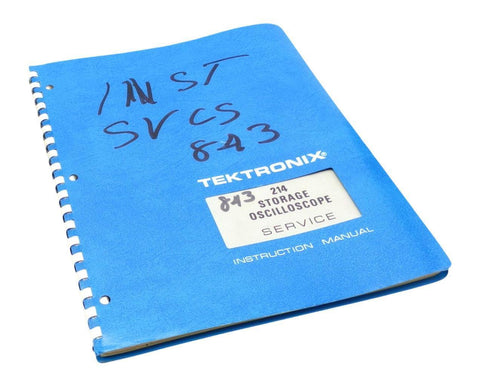 INST
SVCS
843
TEKTRONIX®
843 214
STORAGE
OSCILLOSCOPE
SERVICE
INSTRUCTION MANUAL